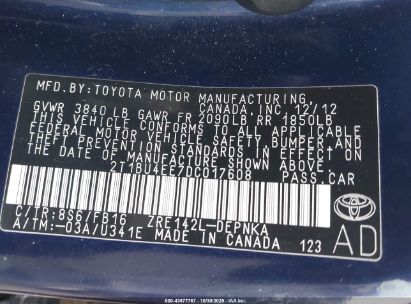 MFD.BY:TOYOTA MOTOR MANUFACTURING,
CANADA, INC. 12/12
GVWR 3840 LB GAWR FR 2090LB RR 1850LB
THIS VEHICLE CONFORMS TO ALL APPLICABLE
FEDERAL MOTOR VEHICLE SAFETY, BUMPER, AND
THEFT PREVENTION STANDARDS IN EFFECT ON
THE DATE OF MANUFACTURE SHOWN ABOVE.
2T1BU4EE7DC017608 PASS.CAR
C/TR:8S6/FB16 ZRE142L-DEPNKA
A/TM:-03A/U341E MADE IN CANADA 123
TOYOTA
AD